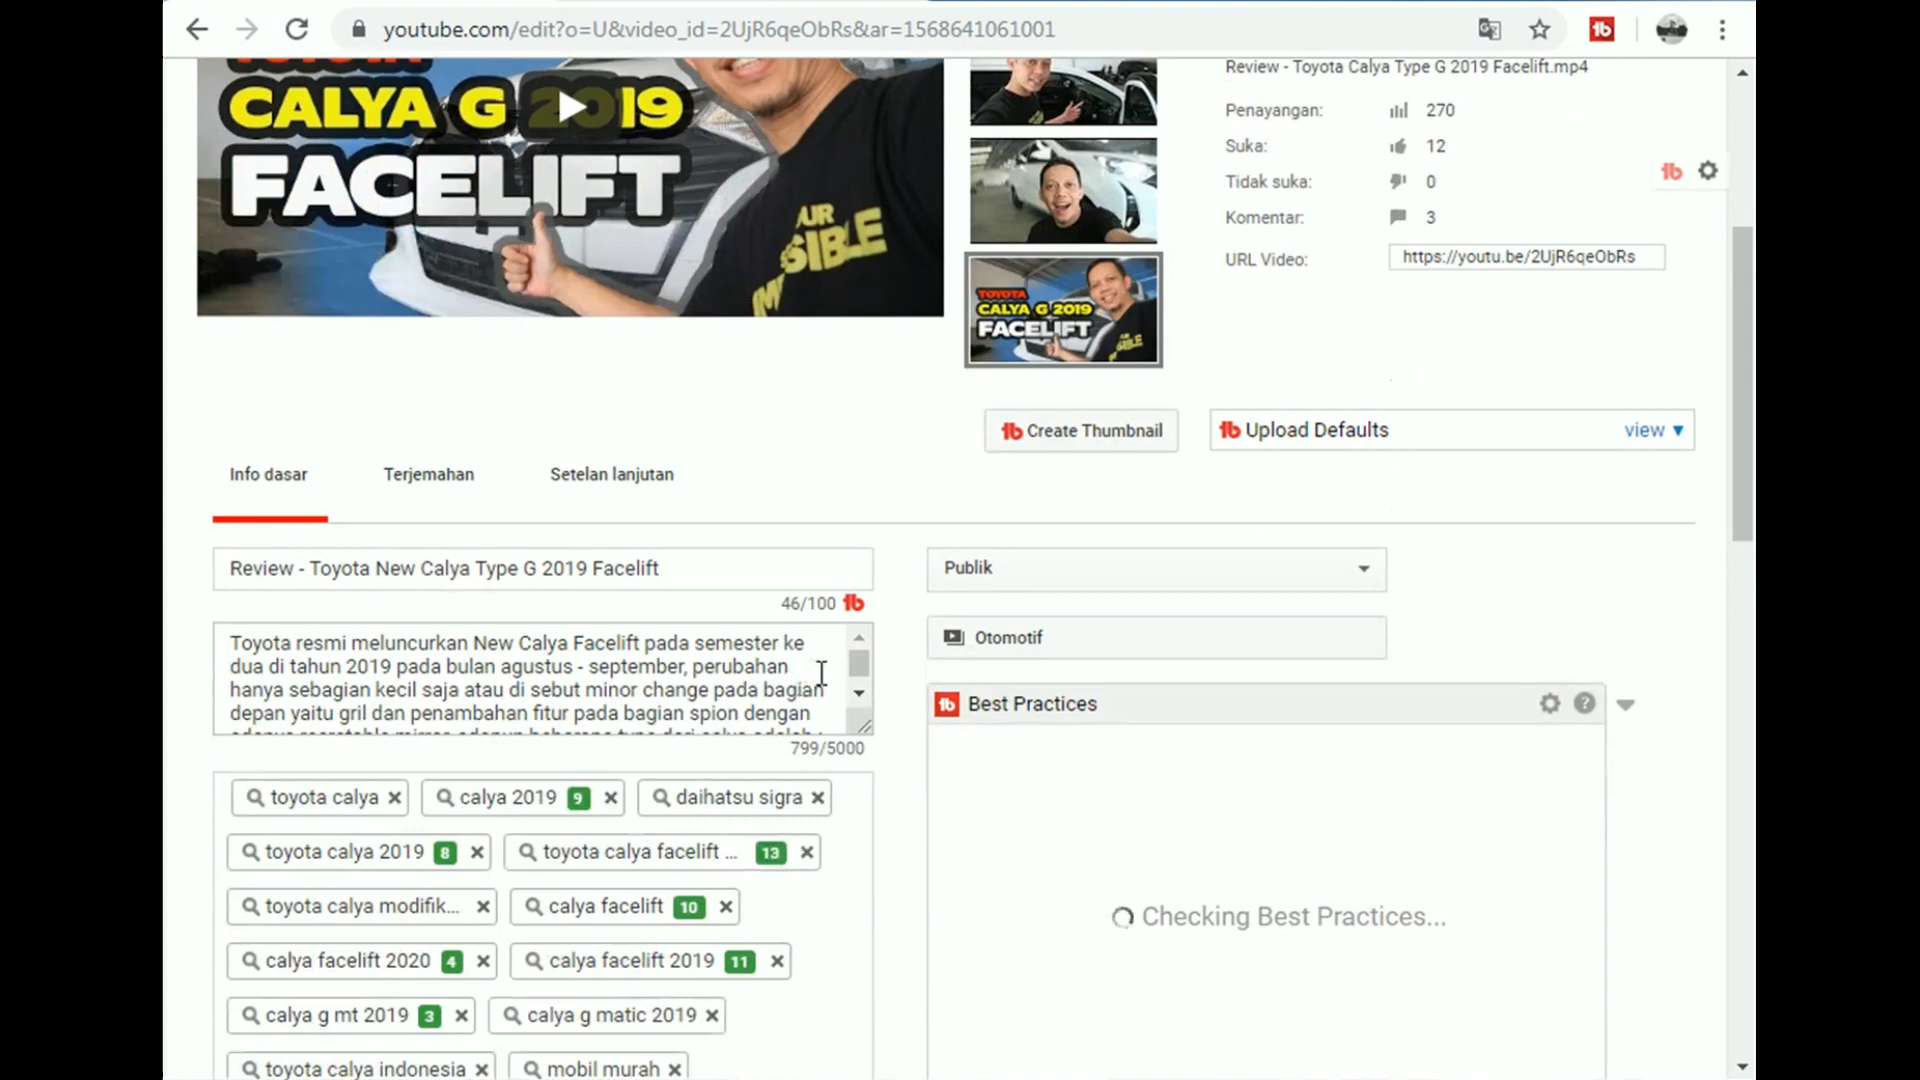 youtube.com/edit?o=U&video_id=2UjR6qeObRs&ar=1568641061001
TOYOTA
CALYA G 2019
FACELIFT
Review - Toyota Calya Type G 2019 Facelift.mp4
Penayangan: 270
Suka: 12
Tidak suka: 0
Komentar: 3
URL Video: https://youtu.be/2UjR6qeObRs
TOYOTA
CALYA G 2019
FACELIFT
Create Thumbnail
Upload Defaults view
Info dasar Terjemahan Setelan lanjutan
Review - Toyota New Calya Type G 2019 Facelift
46/100
Publik
Toyota resmi meluncurkan New Calya Facelift pada semester ke
dua di tahun 2019 pada bulan agustus - september, perubahan
hanya sebagian kecil saja atau di sebut minor change pada bagian
depan yaitu gril dan penambahan fitur pada bagian spion dengan
799/5000
Otomotif
Best Practices
Checking Best Practices...
toyota calya calya 2019 9 daihatsu sigra
toyota calya 2019 8 toyota calya facelift ... 13
toyota calya modifik... calya facelift 10
calya facelift 2020 4 calya facelift 2019 11
calya g mt 2019 3 calya g matic 2019
toyota calya indonesia mobil murah